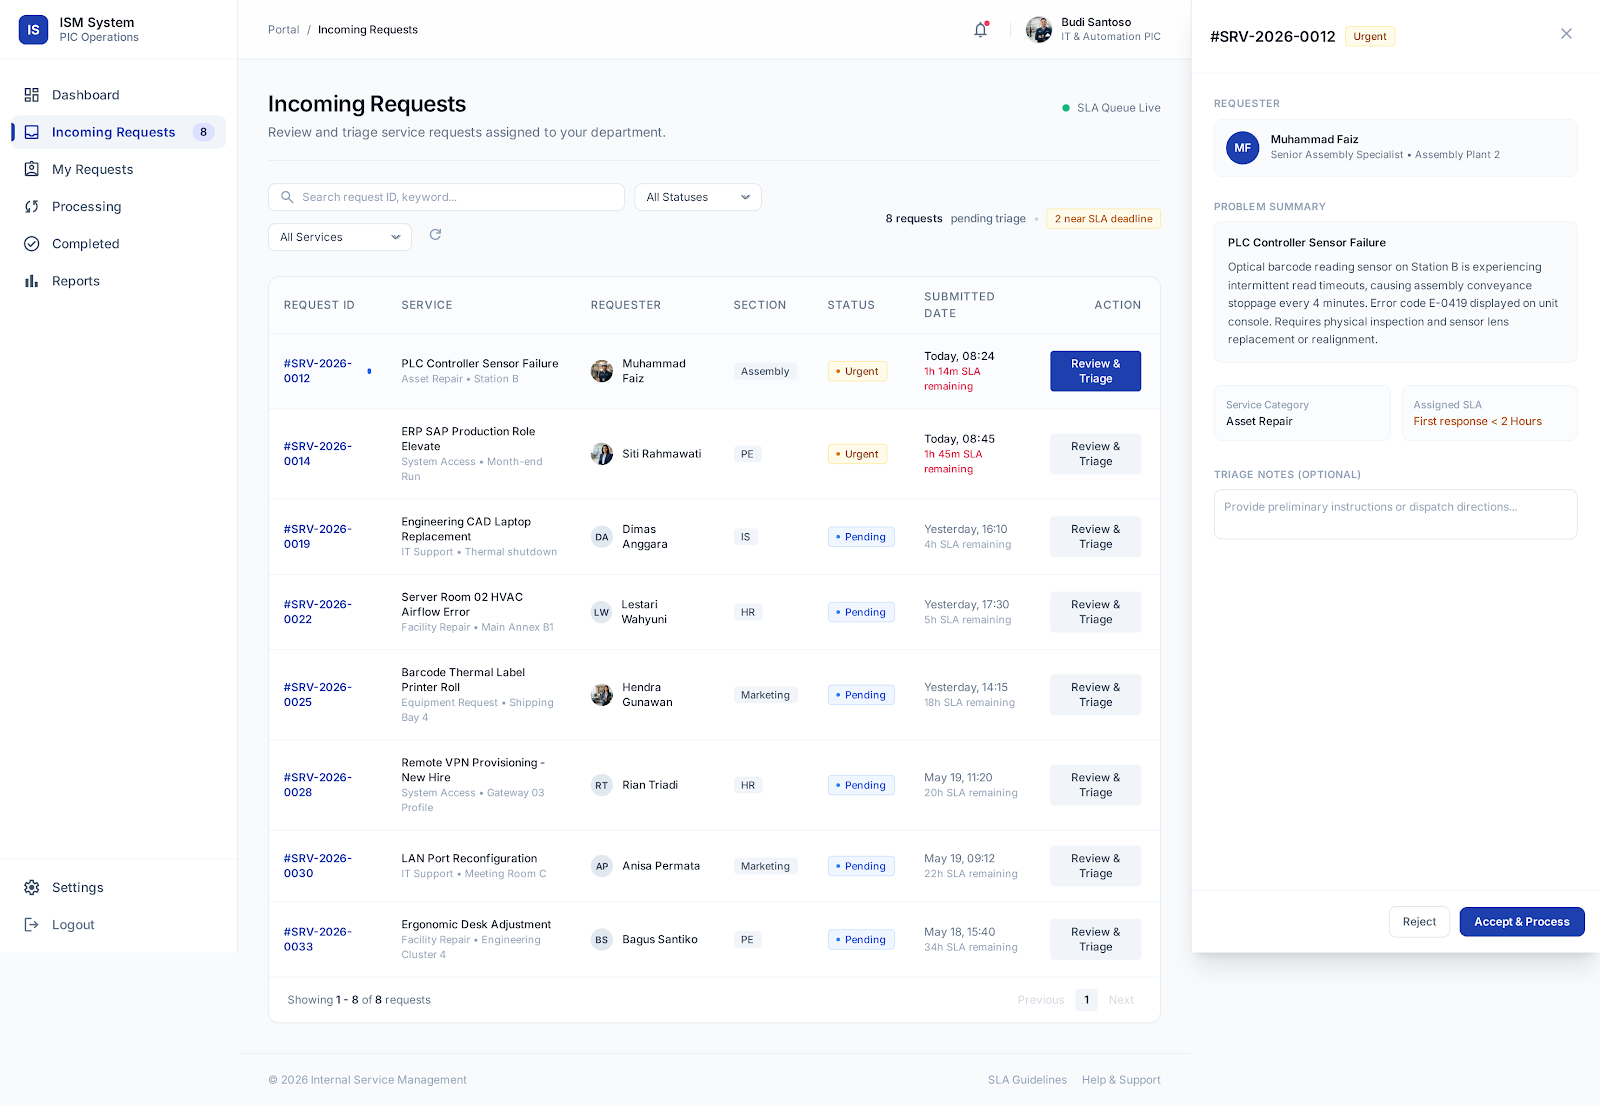 IS
ISM System
PIC Operations
Dashboard
Incoming Requests 8
My Requests
Processing
Completed
Reports
Settings
Logout
Portal / Incoming Requests
Budi Santoso
IT & Automation PIC
Incoming Requests
Review and triage service requests assigned to your department.
SLA Queue Live
Search request ID, keyword...
All Statuses
All Services
8 requests pending triage • 2 near SLA deadline
REQUEST ID SERVICE REQUESTER SECTION STATUS SUBMITTED DATE ACTION
#SRV-2026-0012
PLC Controller Sensor Failure
Asset Repair • Station B
Muhammad Faiz
Assembly
• Urgent
Today, 08:24
1h 14m SLA remaining
Review & Triage
#SRV-2026-0014
ERP SAP Production Role Elevate
System Access • Month-end Run
Siti Rahmawati
PE
• Urgent
Today, 08:45
1h 45m SLA remaining
Review & Triage
#SRV-2026-0019
Engineering CAD Laptop Replacement
IT Support • Thermal shutdown
DA
Dimas Anggara
IS
• Pending
Yesterday, 16:10
4h SLA remaining
Review & Triage
#SRV-2026-0022
Server Room 02 HVAC Airflow Error
Facility Repair • Main Annex B1
LW
Lestari Wahyuni
HR
• Pending
Yesterday, 17:30
5h SLA remaining
Review & Triage
#SRV-2026-0025
Barcode Thermal Label Printer Roll
Equipment Request • Shipping Bay 4
Hendra Gunawan
Marketing
• Pending
Yesterday, 14:15
18h SLA remaining
Review & Triage
#SRV-2026-0028
Remote VPN Provisioning - New Hire
System Access • Gateway 03 Profile
RT
Rian Triadi
HR
• Pending
May 19, 11:20
20h SLA remaining
Review & Triage
#SRV-2026-0030
LAN Port Reconfiguration
IT Support • Meeting Room C
AP
Anisa Permata
Marketing
• Pending
May 19, 09:12
22h SLA remaining
Review & Triage
#SRV-2026-0033
Ergonomic Desk Adjustment
Facility Repair • Engineering Cluster 4
BS
Bagus Santiko
PE
• Pending
May 18, 15:40
34h SLA remaining
Review & Triage
Showing 1 - 8 of 8 requests
Previous 1 Next
© 2026 Internal Service Management
SLA Guidelines Help & Support
#SRV-2026-0012 Urgent
REQUESTER
MF
Muhammad Faiz
Senior Assembly Specialist • Assembly Plant 2
PROBLEM SUMMARY
PLC Controller Sensor Failure
Optical barcode reading sensor on Station B is experiencing
intermittent read timeouts, causing assembly conveyance
stoppage every 4 minutes. Error code E-0419 displayed on unit
console. Requires physical inspection and sensor lens
replacement or realignment.
Service Category
Asset Repair
Assigned SLA
First response < 2 Hours
TRIAGE NOTES (OPTIONAL)
Provide preliminary instructions or dispatch directions...
Reject
Accept & Process